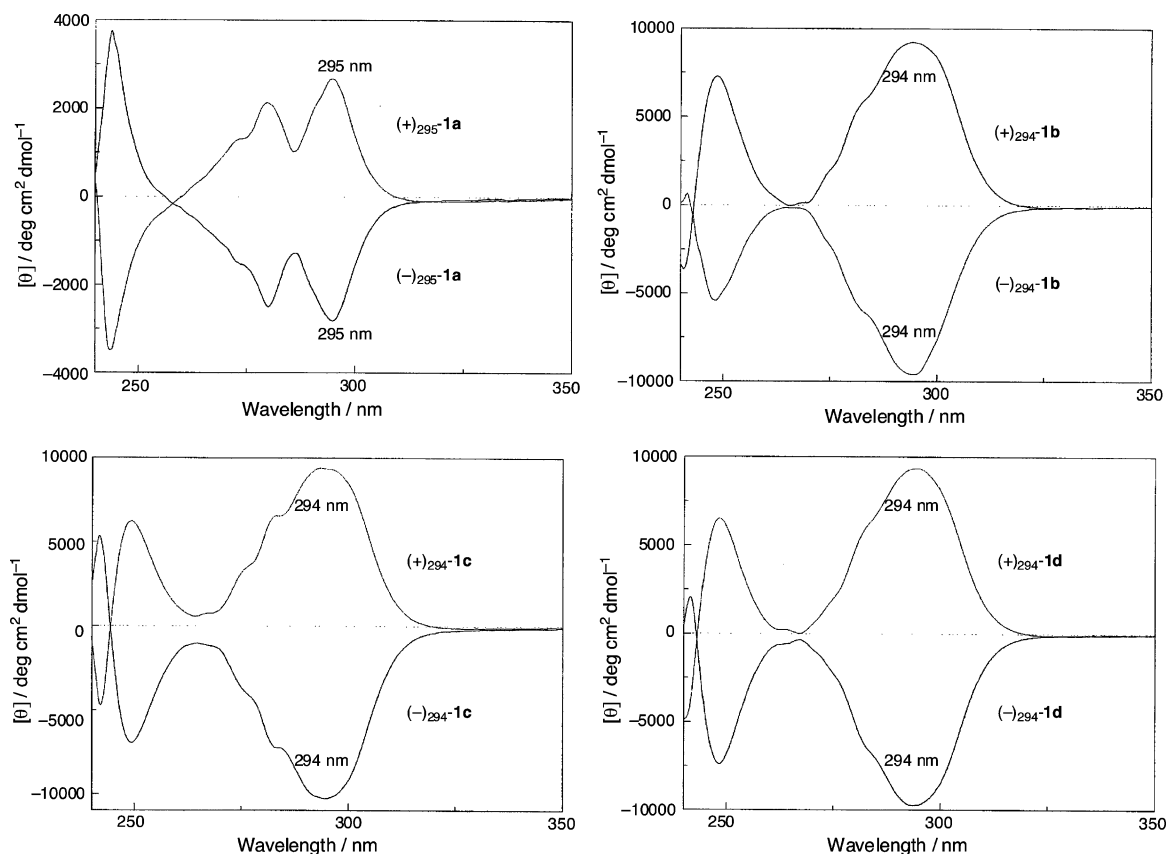 4000
2000
0
−2000
−4000
[θ] / deg cm² dmol⁻¹
295 nm
(+)₂₉₅-1a
(−)₂₉₅-1a
295 nm
250
300
350
Wavelength / nm
10000
5000
0
−5000
−10000
[θ] / deg cm² dmol⁻¹
294 nm
(+)₂₉₄-1b
(−)₂₉₄-1b
294 nm
250
300
350
Wavelength / nm
10000
5000
0
−5000
−10000
[θ] / deg cm² dmol⁻¹
294 nm
(+)₂₉₄-1c
(−)₂₉₄-1c
294 nm
250
300
350
Wavelength / nm
10000
5000
0
−5000
−10000
[θ] / deg cm² dmol⁻¹
294 nm
(+)₂₉₄-1d
(−)₂₉₄-1d
294 nm
250
300
350
Wavelength / nm